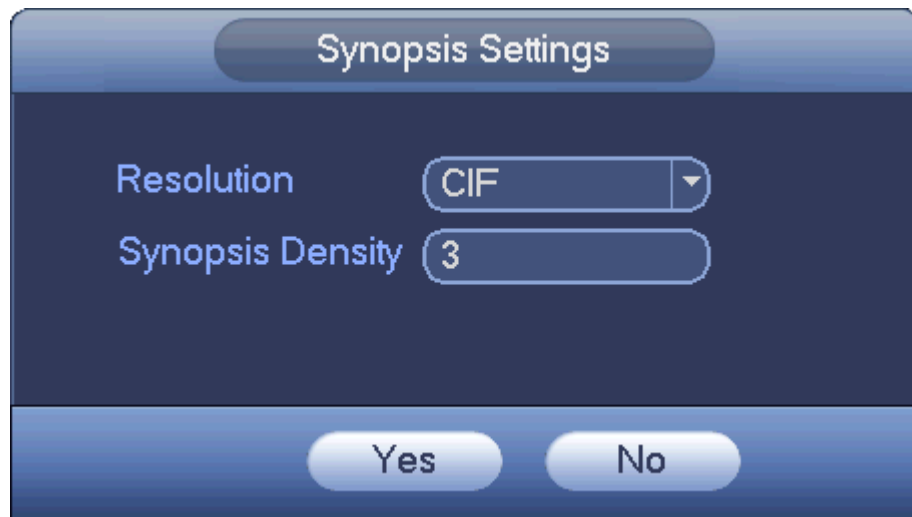 Synopsis Settings
Resolution CIF
Synopsis Density 3
Yes No